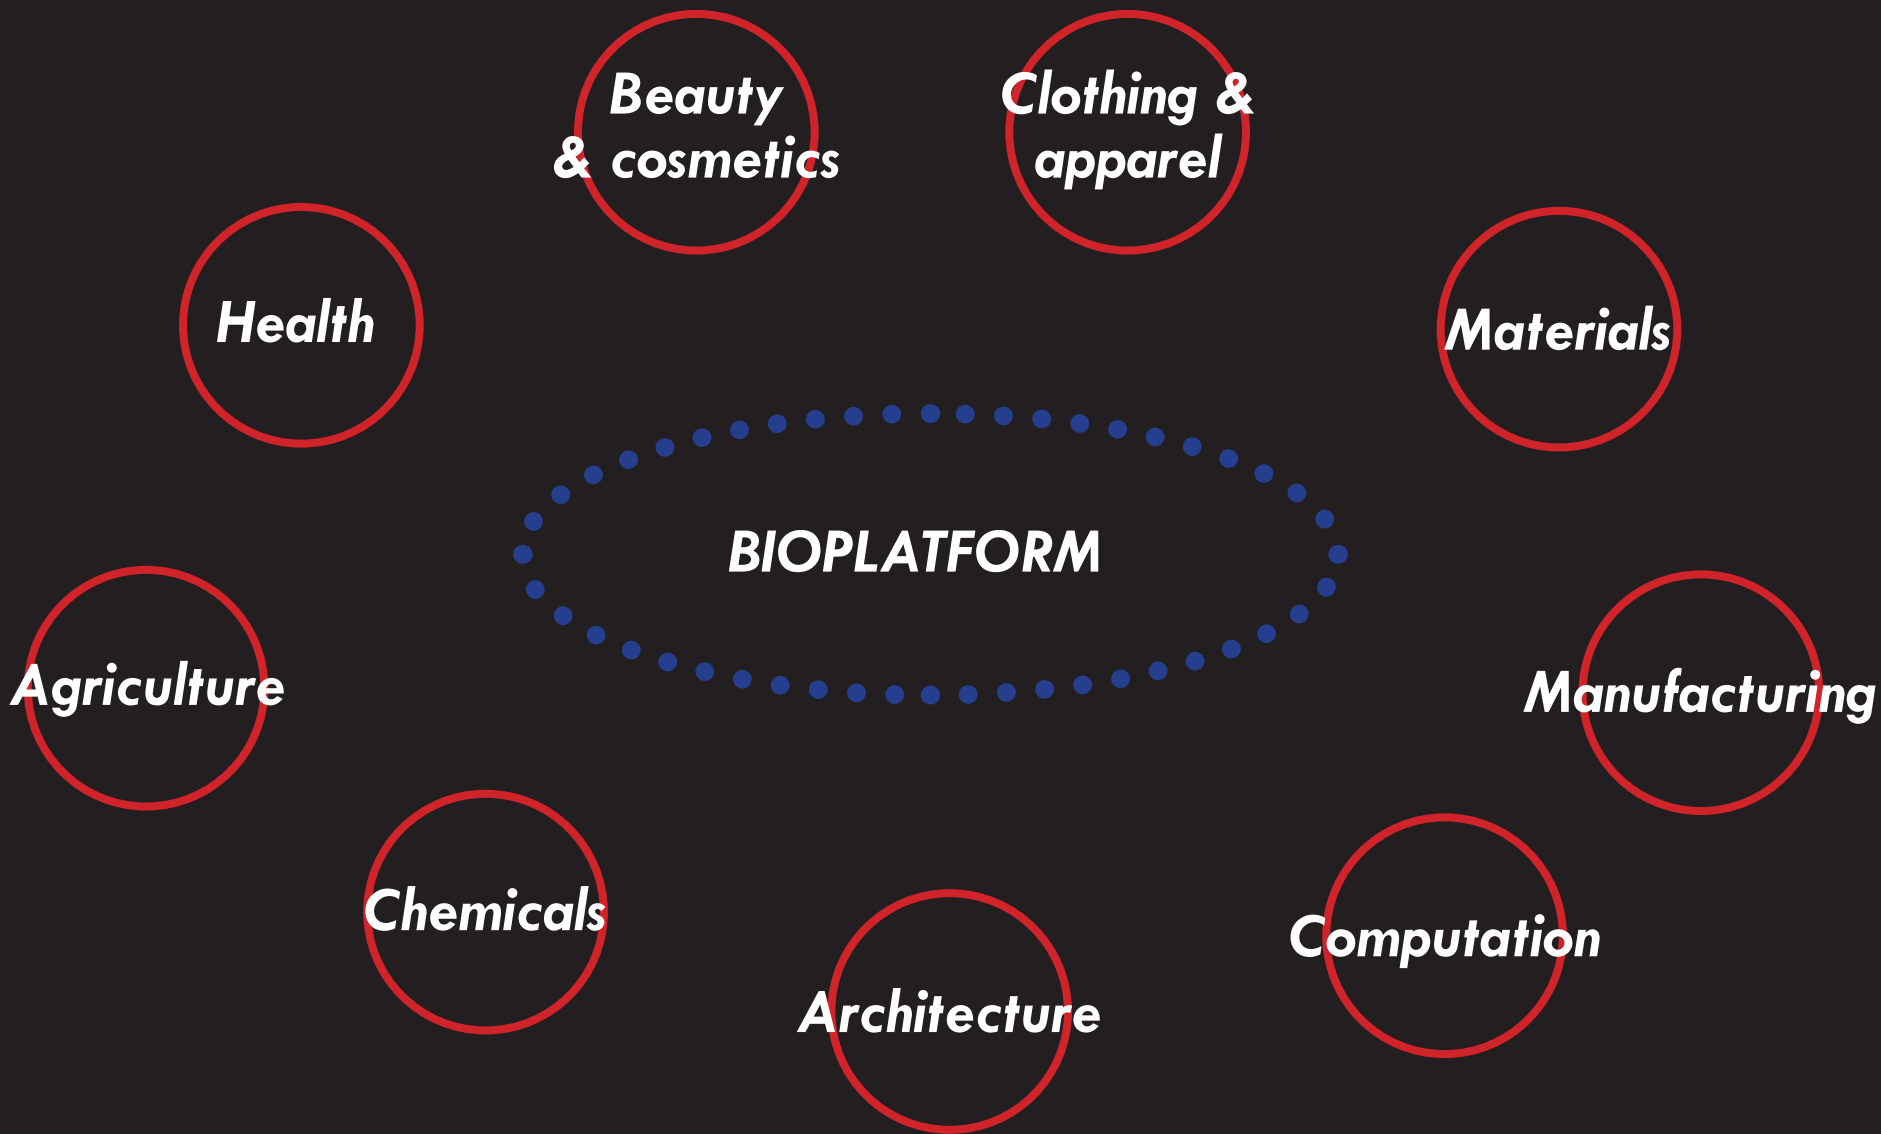 Beauty
& cosmetics
Clothing &
apparel
Health
Materials
BIOPLATFORM
Agriculture
Manufacturing
Chemicals
Computation
Architecture